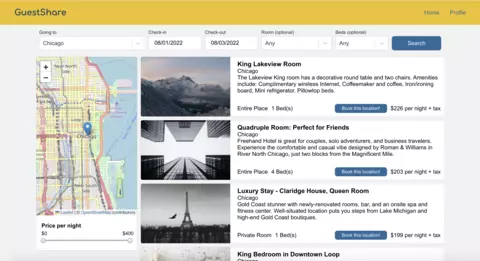 GuestShare
Home Profile
Going to Check-in Check-out Room (optional) Beds (optional)
Chicago 08/01/2022 08/03/2022 Any Any Search
King Lakeview Room
Chicago
The Lakeview King room has a decorative round table and two chairs. Amenities
include: Complimentary wireless Internet, Coffeemaker and coffee, Iron/ironing
board, Mini refrigerator. Pillowtop beds.
Entire Place 1 Bed(s) Book this location! $226 per night + tax
Quadruple Room: Perfect for Friends
Chicago
Freehand Hotel is great for couples, solo adventurers, and business travelers.
Experience the comfortable and casual vibe designed by Roman & Williams in
River North Chicago, just two blocks from the Magnificent Mile.
Entire Place 4 Bed(s) Book this location! $203 per night + tax
Luxury Stay - Claridge House, Queen Room
Chicago
Gold Coast stunner with newly-renovated rooms, bar, and an onsite spa and
fitness center. Well-situated location puts you steps from Lake Michigan and
high-end Gold Coast boutiques.
Private Room 1 Bed(s) Book this location! $199 per night + tax
King Bedroom in Downtown Loop
Chicago
+
−
Chicago
Leaflet | © OpenStreetMap contributors
Price per night
$0 $400